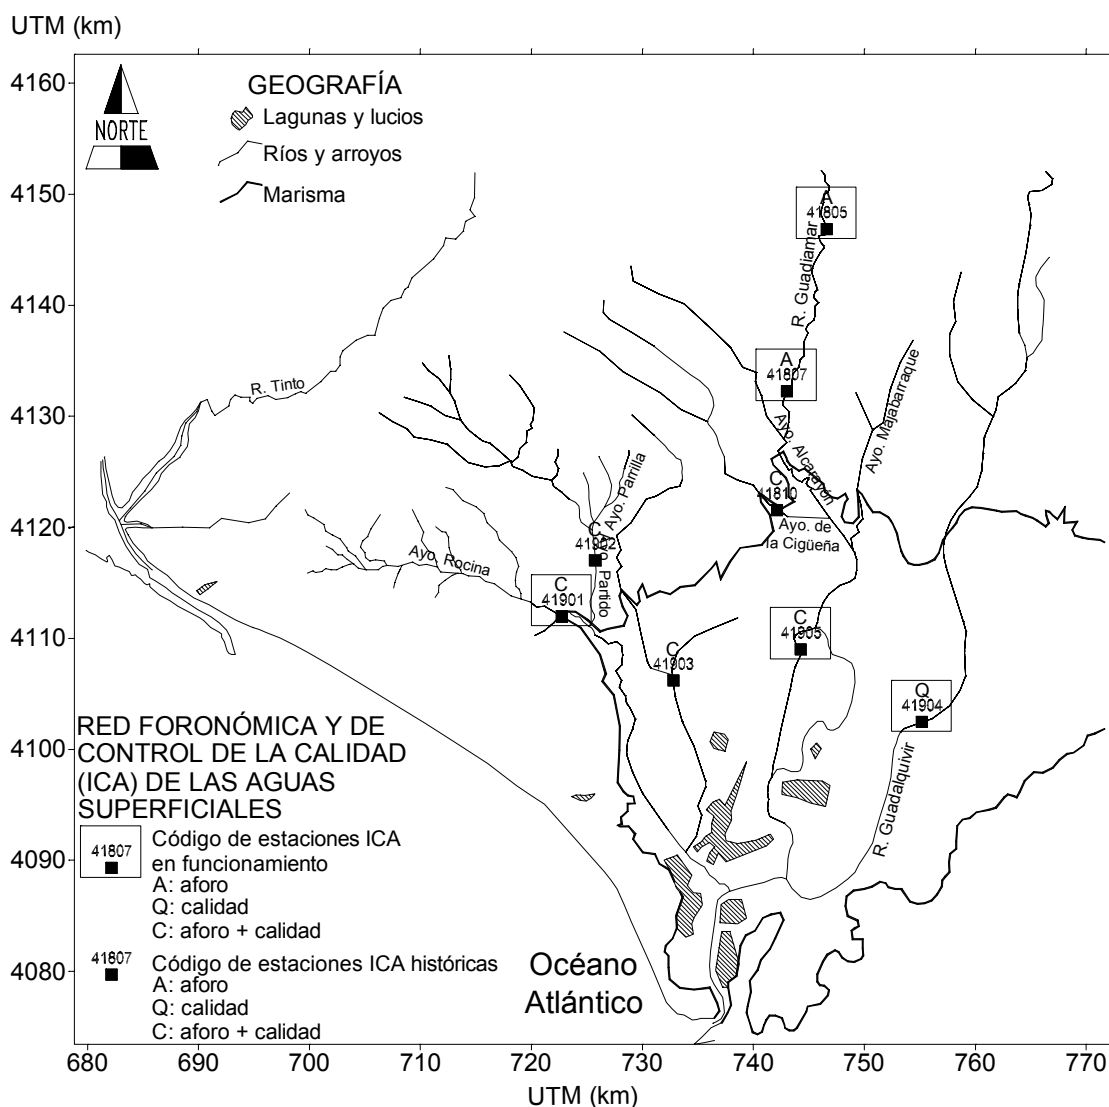 UTM (km)
4160
4150
4140
4130
4120
4110
4100
4090
4080
NORTE
GEOGRAFÍA
Lagunas y lucios
Ríos y arroyos
Marisma
A
41805
R. Guadiamar
A
41807
R. Tinto
Ayo. Majabarraque
Ayo. Alcarayón
C
41810
Ayo. de
la Cigüeña
Ayo. Parrilla
C
41902
Ayo. Partido
Ayo. Rocina
C
41901
C
41903
C
41905
Q
41904
R. Guadalquivir
RED FORONÓMICA Y DE
CONTROL DE LA CALIDAD
(ICA) DE LAS AGUAS
SUPERFICIALES
41807
Código de estaciones ICA
en funcionamiento
A: aforo
Q: calidad
C: aforo + calidad
41807
Código de estaciones ICA históricas
A: aforo
Q: calidad
C: aforo + calidad
Océano
Atlántico
680 690 700 710 720 730 740 750 760 770
UTM (km)